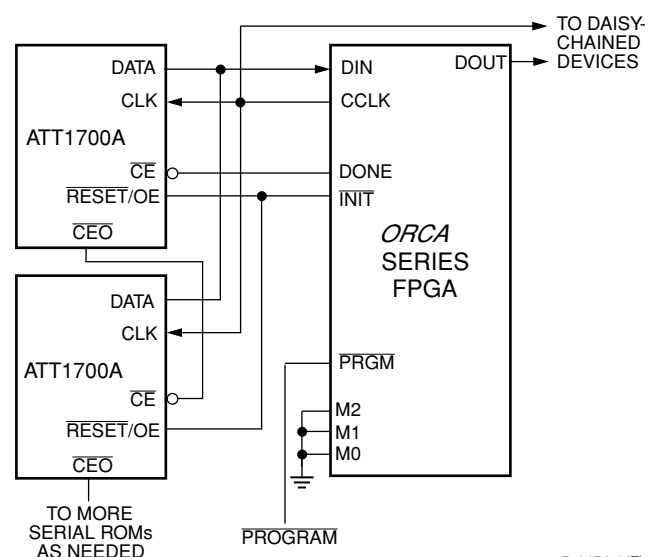 TO DAISY-
CHAINED
DEVICES
DATA
CLK
ATT1700A
CE
RESET/OE
CEO
DIN
DOUT
CCLK
DONE
INIT
ORCA
SERIES
FPGA
PRGM
M2
M1
M0
DATA
CLK
ATT1700A
CE
RESET/OE
CEO
TO MORE
SERIAL ROMs
AS NEEDED
PROGRAM